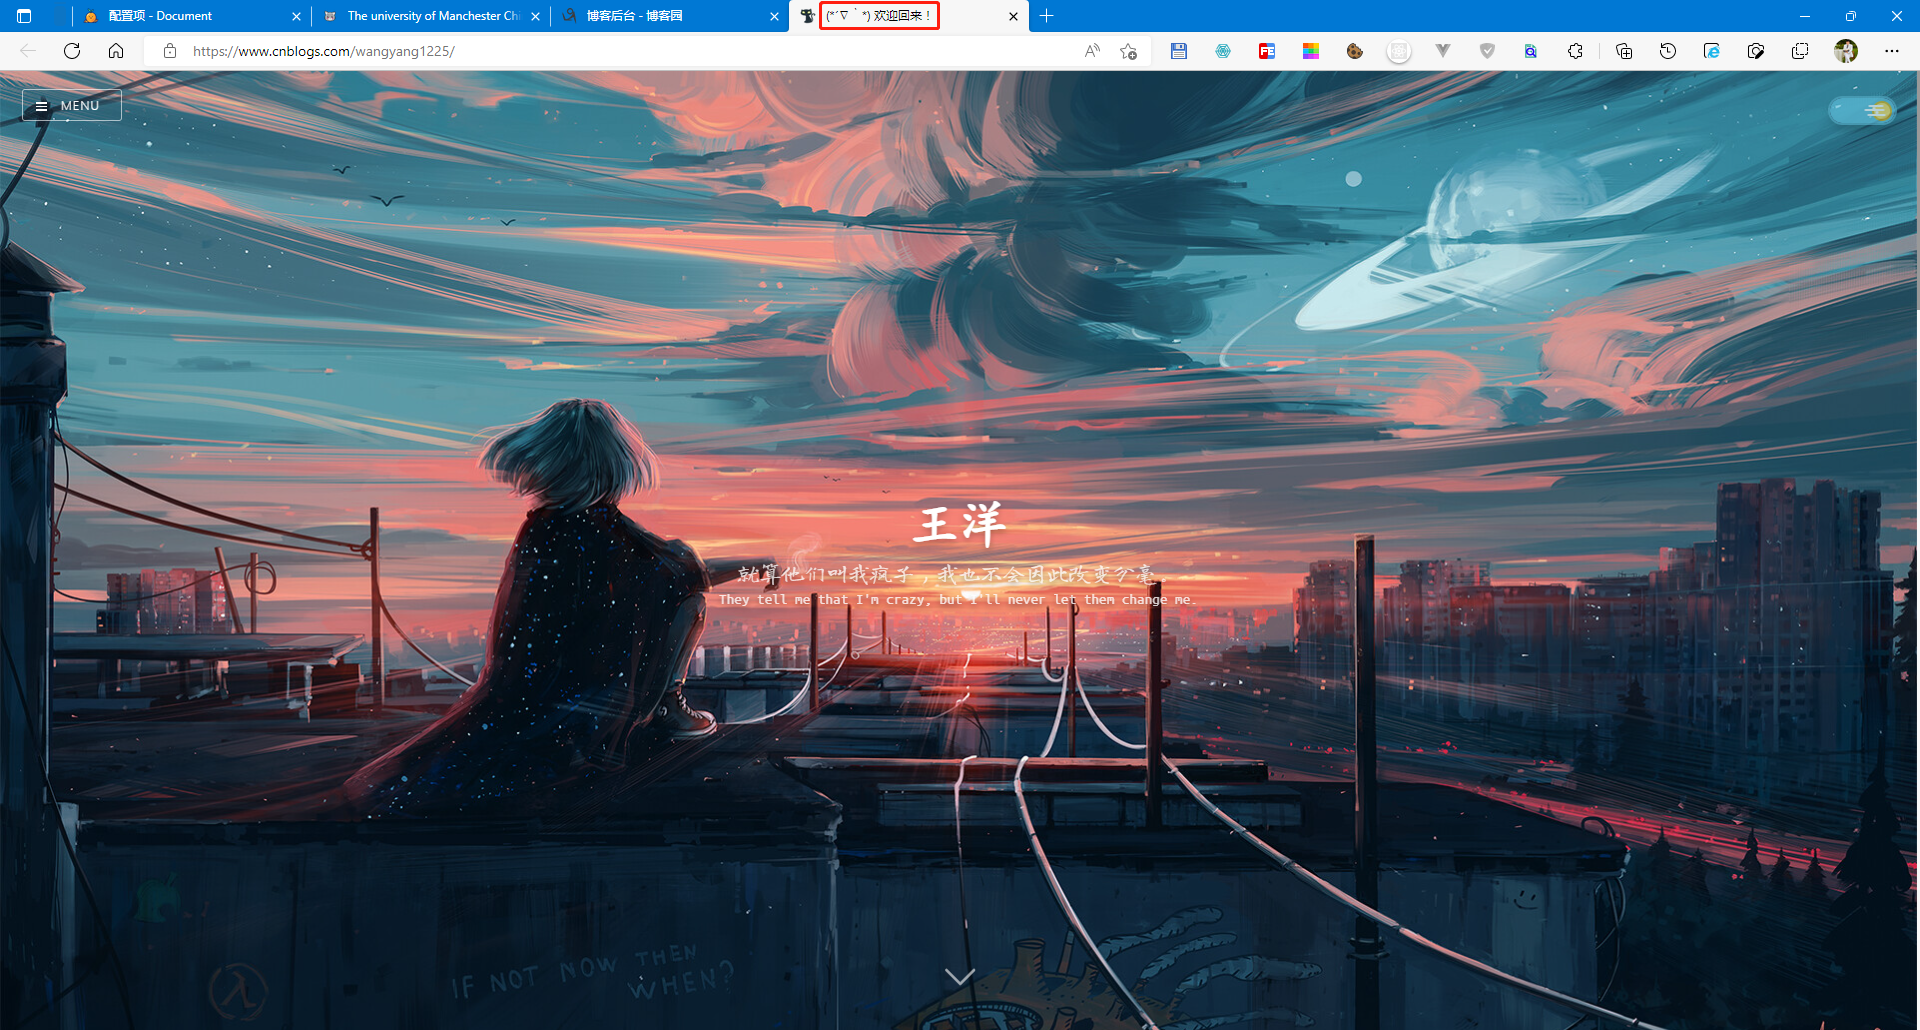 配置项 - Document
The university of Manchester Chi
博客后台 - 博客园
(*´∇｀*) 欢迎回来！
https://www.cnblogs.com/wangyang1225/
MENU
王洋
就算他们叫我疯子，我也不会因此改变分毫。
They tell me that I'm crazy, but I'll never let them change me.
IF NOT NOW THEN
WHEN?